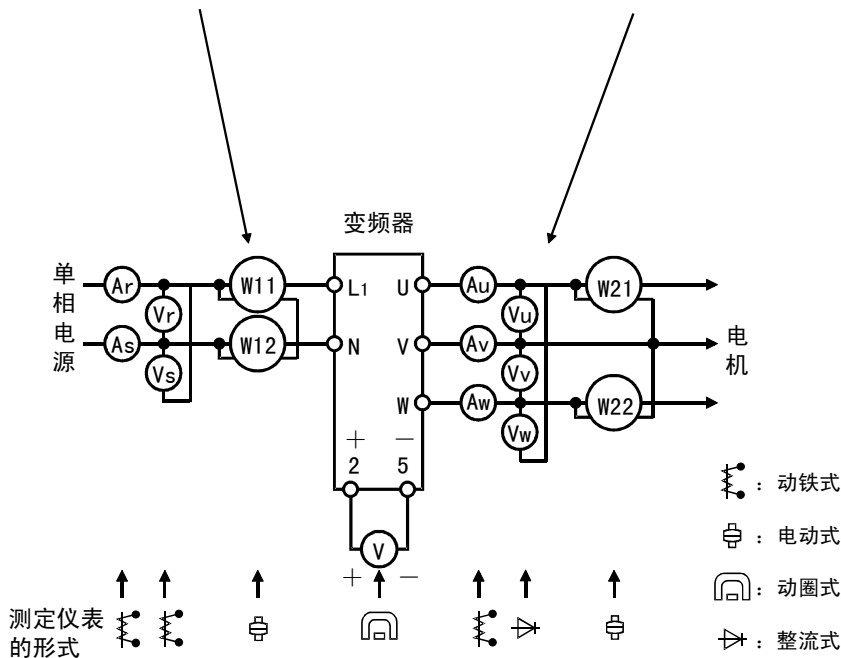 变频器
单相电源
Ar
As
Vr
Vs
W11
W12
L1
N
U
V
W
+
2
−
5
V
+
−
Au
Av
Aw
Vu
Vv
Vw
W21
W22
电机
：动铁式
：电动式
：动圈式
：整流式
测定仪表
的形式